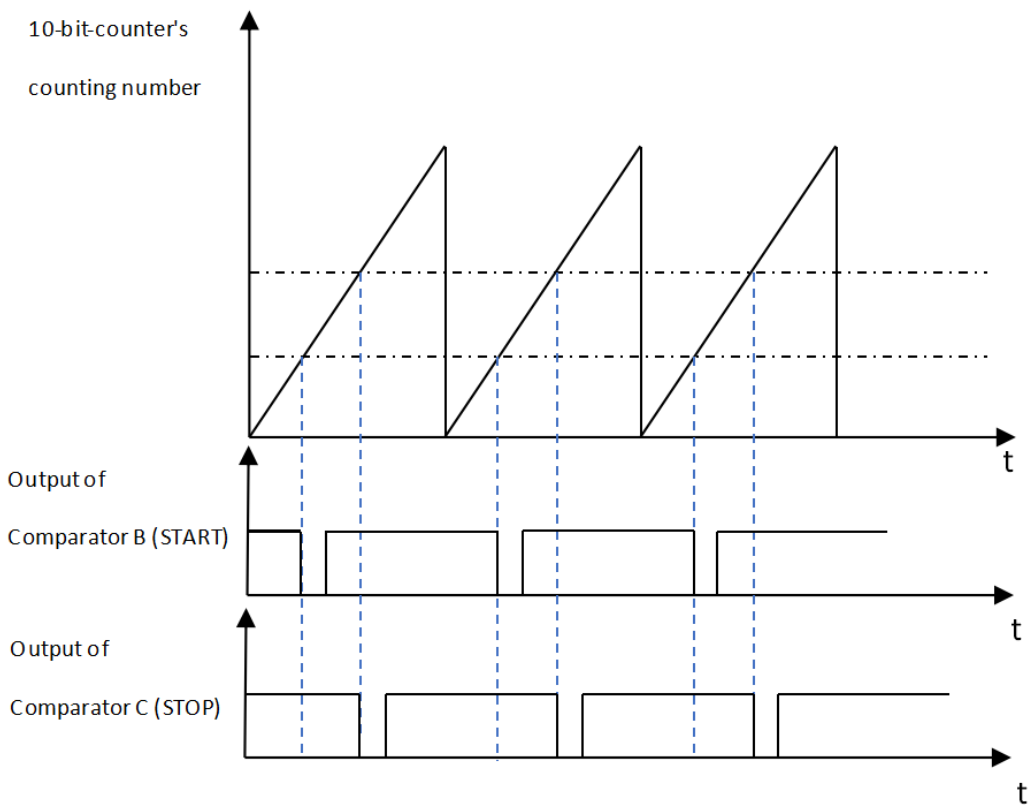 10-bit-counter's
counting number
t
Output of
Comparator B (START)
t
Output of
Comparator C (STOP)
t